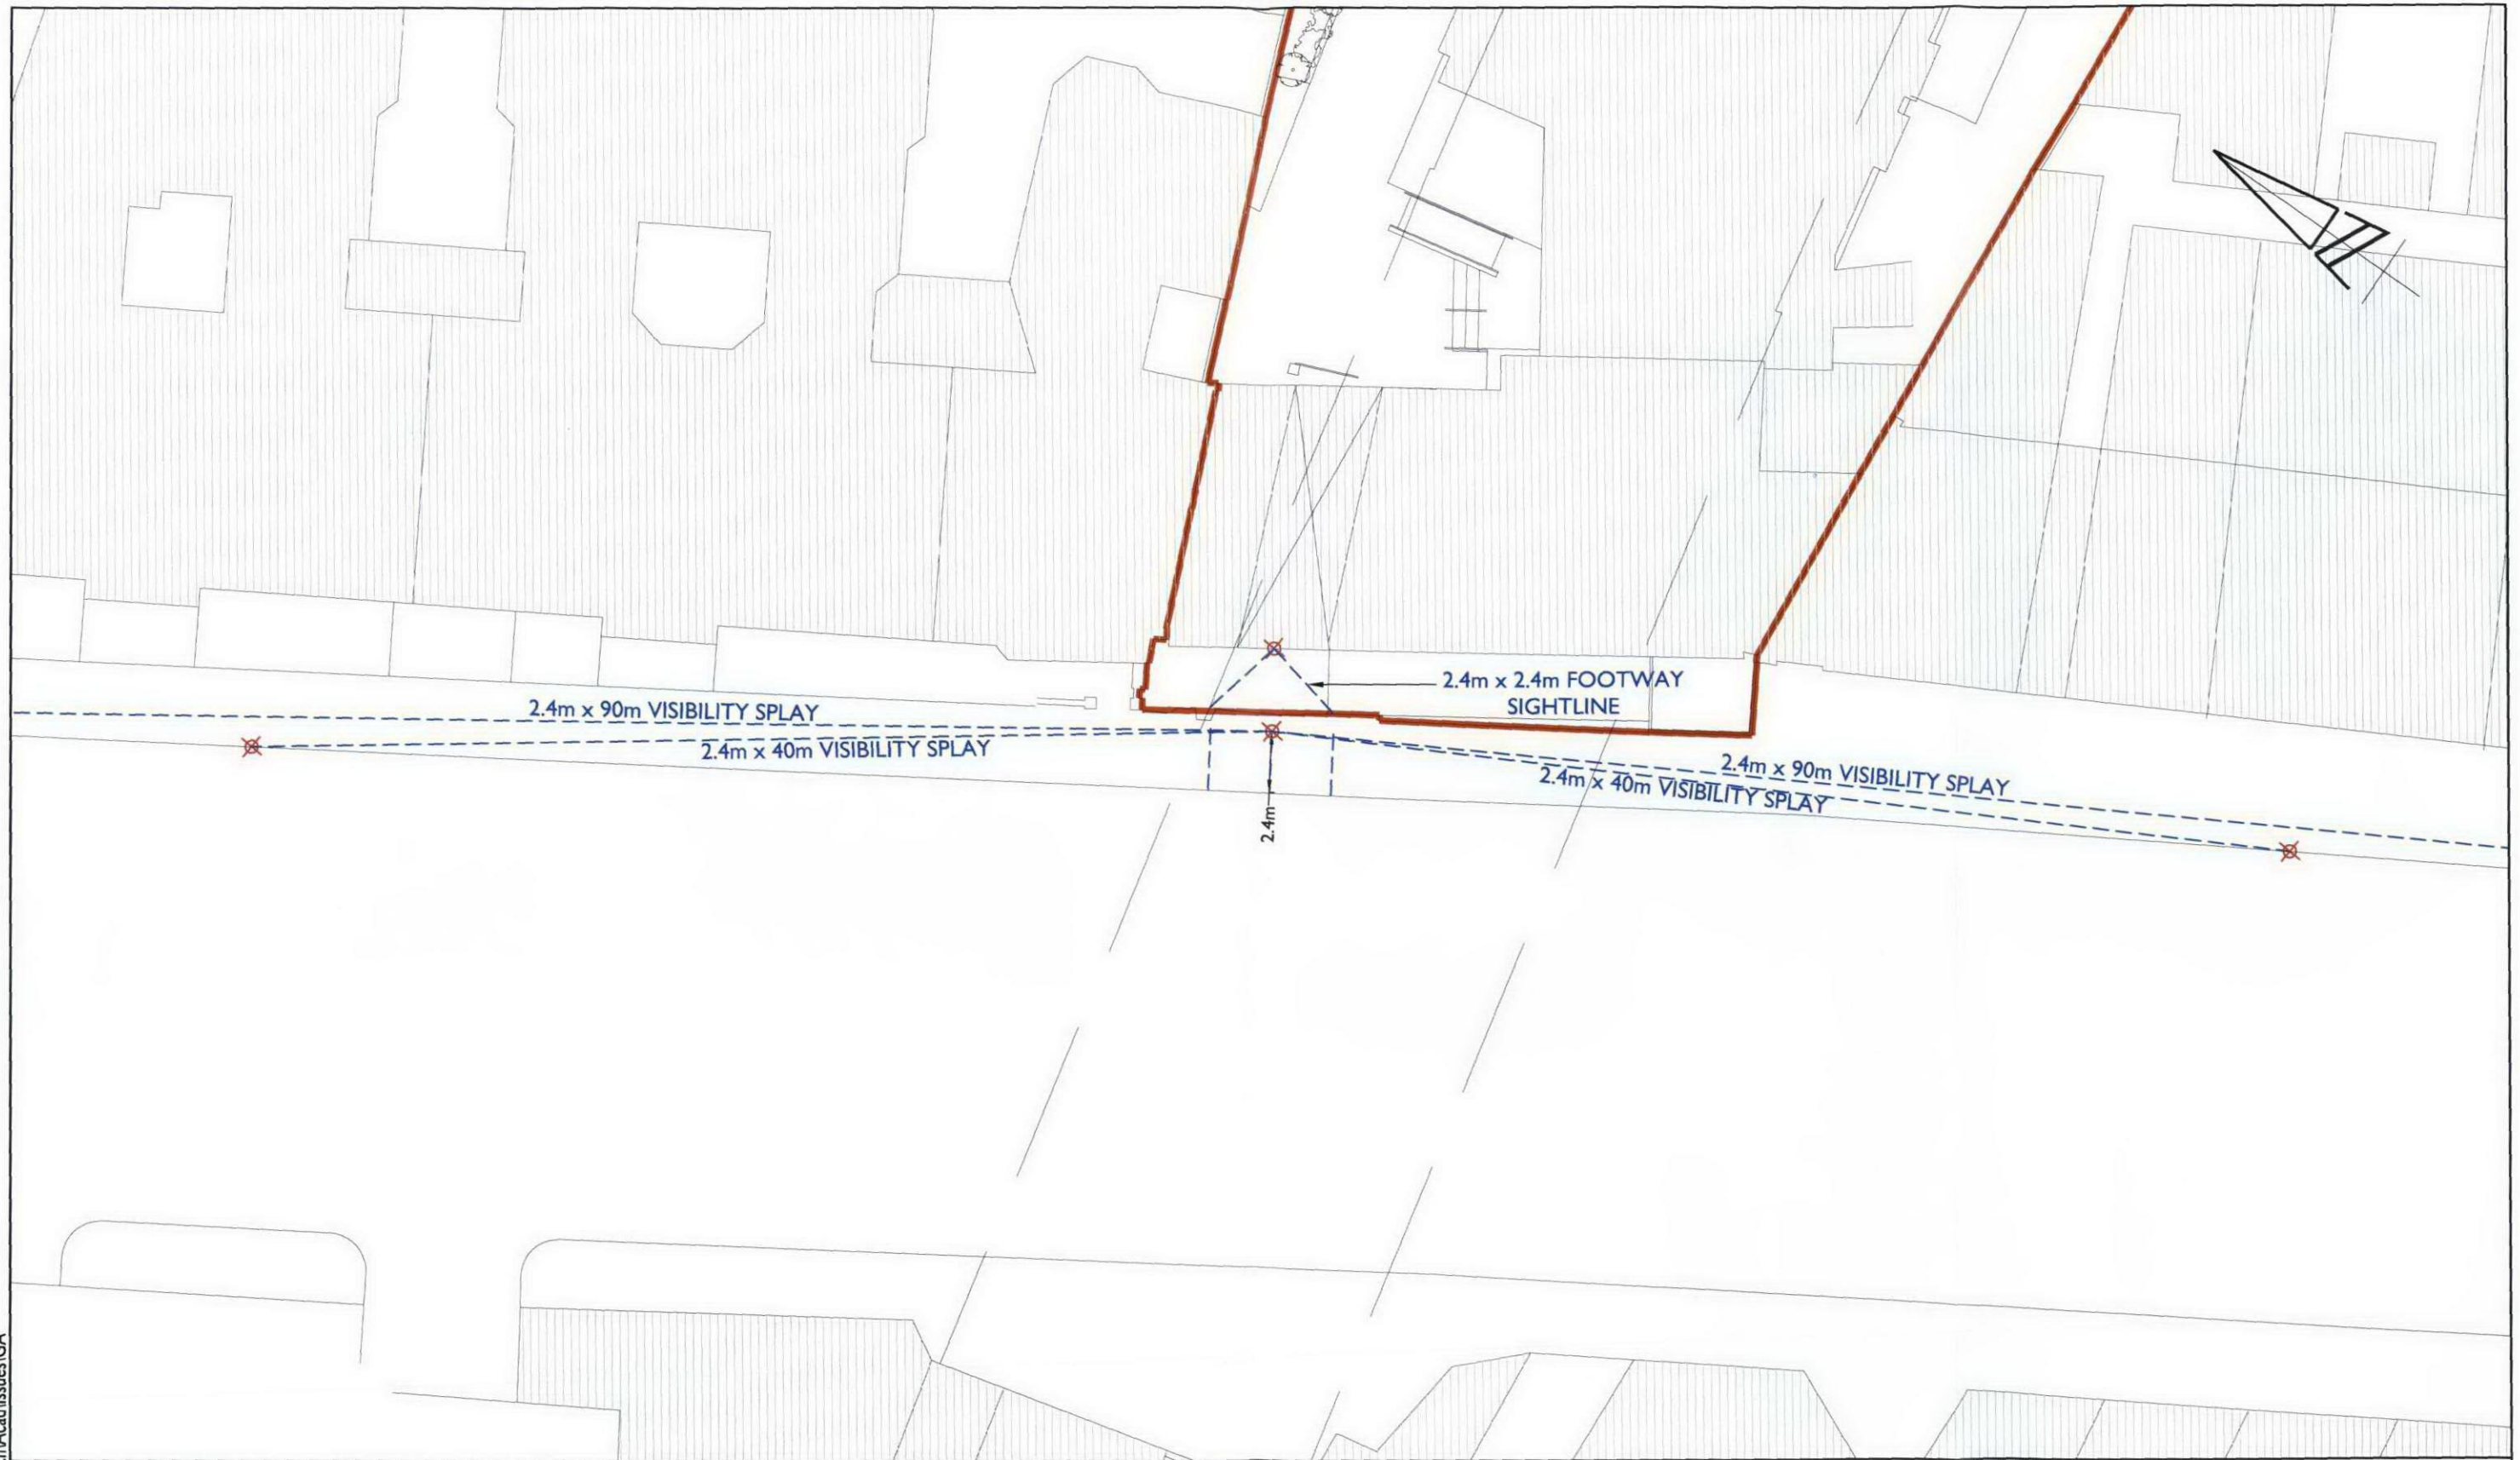 2.4m x 2.4m FOOTWAY
SIGHTLINE
2.4m x 90m VISIBILITY SPLAY
2.4m x 40m VISIBILITY SPLAY
2.4m x 90m VISIBILITY SPLAY
2.4m x 40m VISIBILITY SPLAY
2.4m